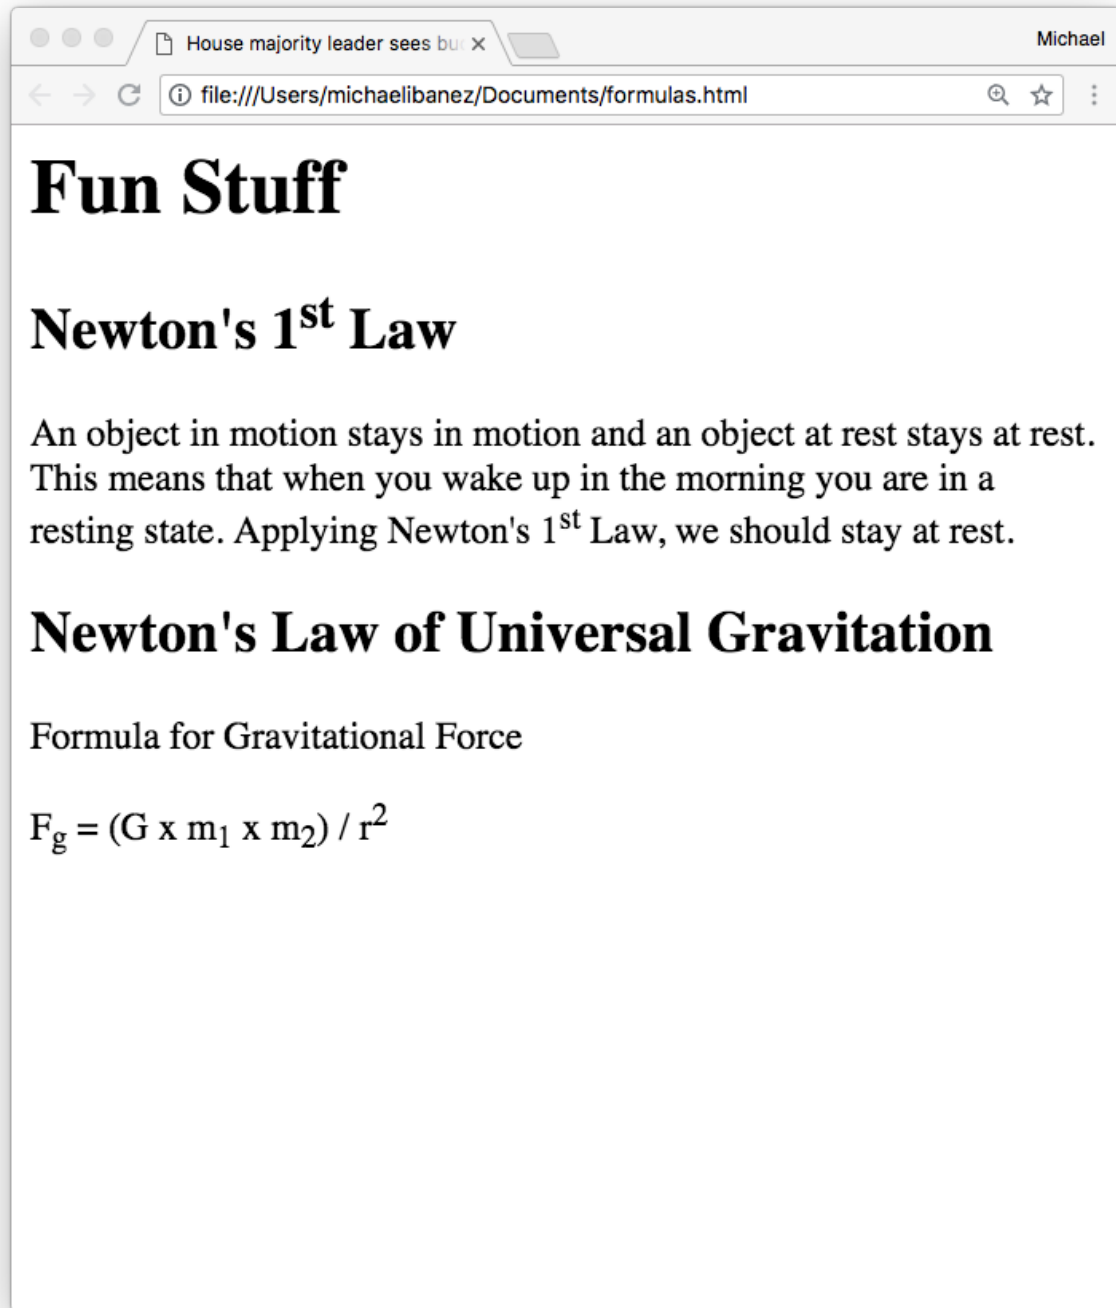 House majority leader sees
Michael
file:///Users/michaelibanez/Documents/formulas.html
Fun Stuff
Newton's 1st Law
An object in motion stays in motion and an object at rest stays at rest.
This means that when you wake up in the morning you are in a
resting state. Applying Newton's 1st Law, we should stay at rest.
Newton's Law of Universal Gravitation
Formula for Gravitational Force
Fg = (G x m1 x m2) / r2